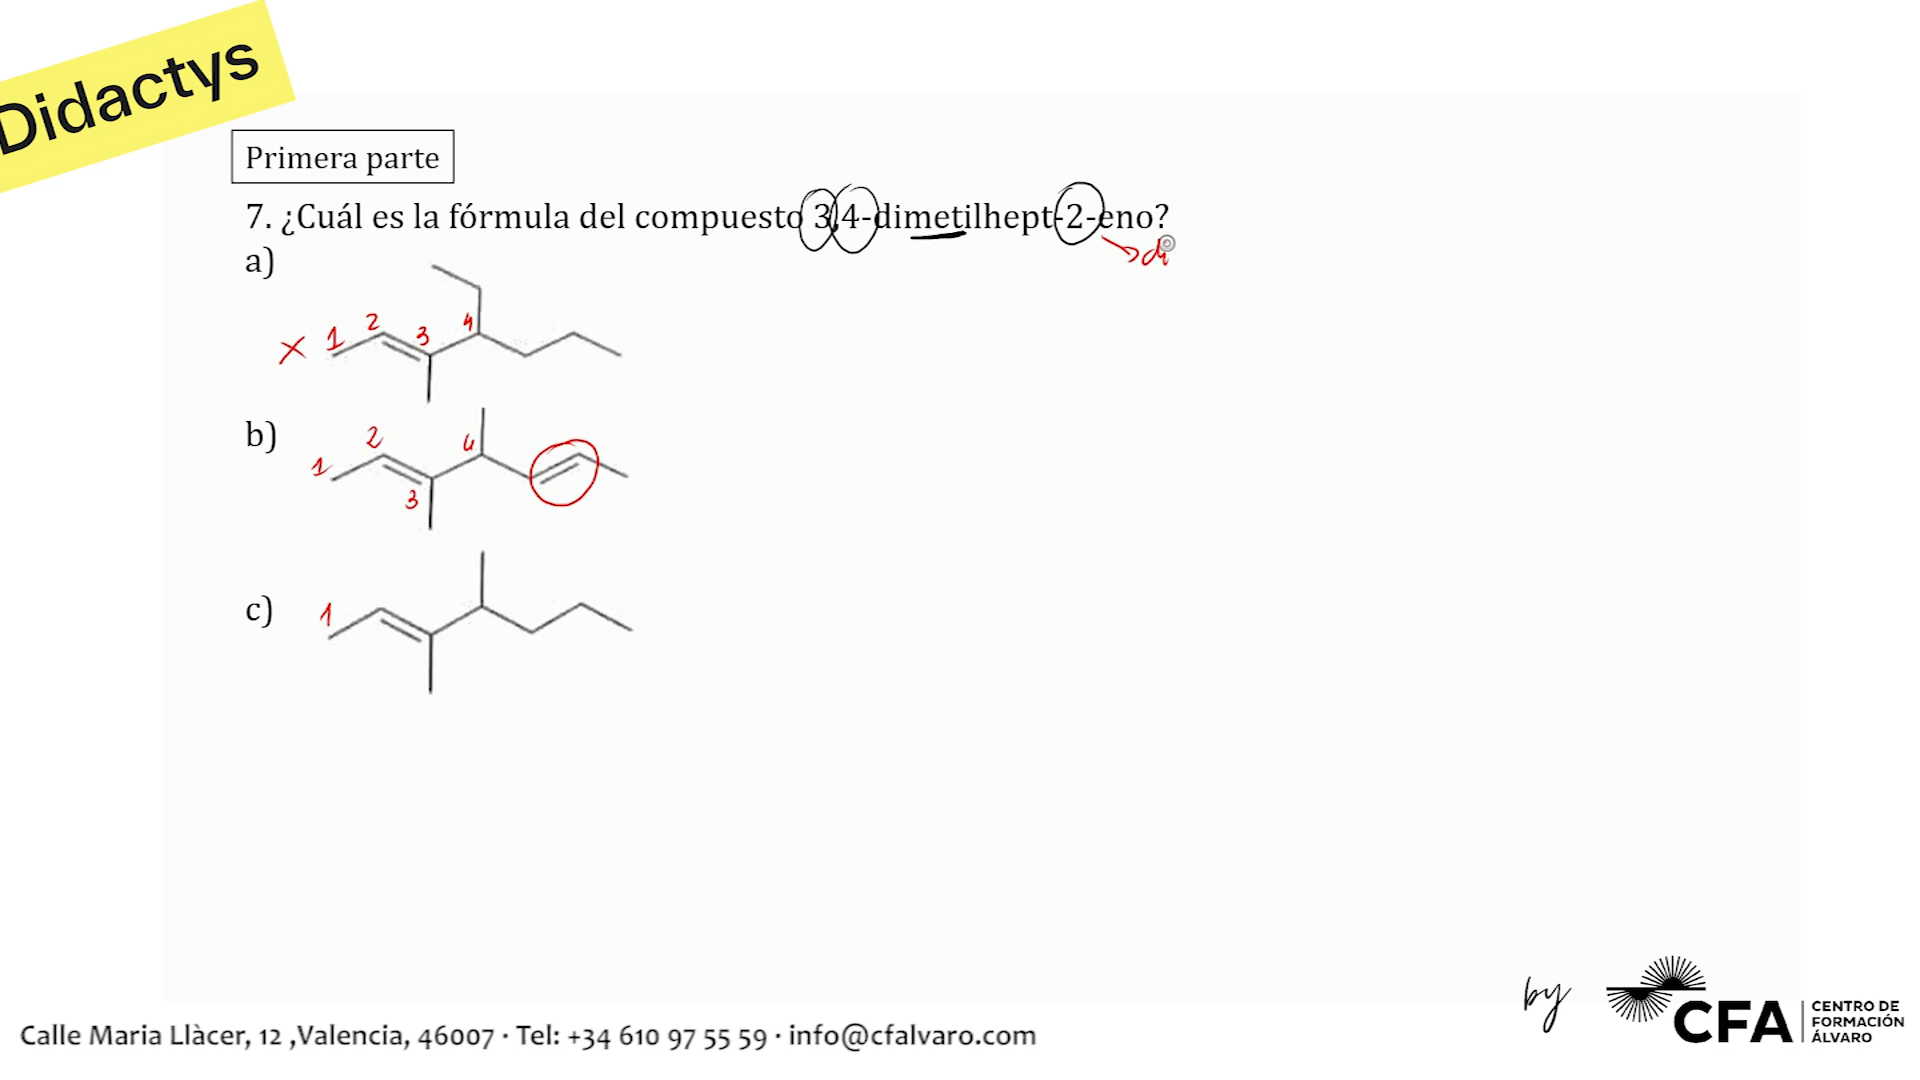 Didactys
Primera parte
7. ¿Cuál es la fórmula del compuesto 3,4-dimetilhept-2-eno?
di
a)
1 2 3 4
b)
1 2 3 4
c)
1
by
CFA
CENTRO DE
FORMACIÓN
ÁLVARO
Calle Maria Llàcer, 12 ,Valencia, 46007 · Tel: +34 610 97 55 59 · info@cfalvaro.com